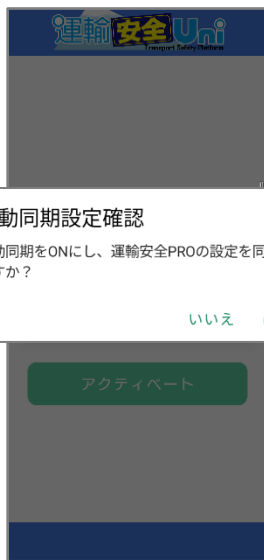 運輸安全Uni
Transport Safety Platform
動同期設定確認
動同期をONにし、運輸安全PROの設定を同
すか？
いいえ
アクティベート